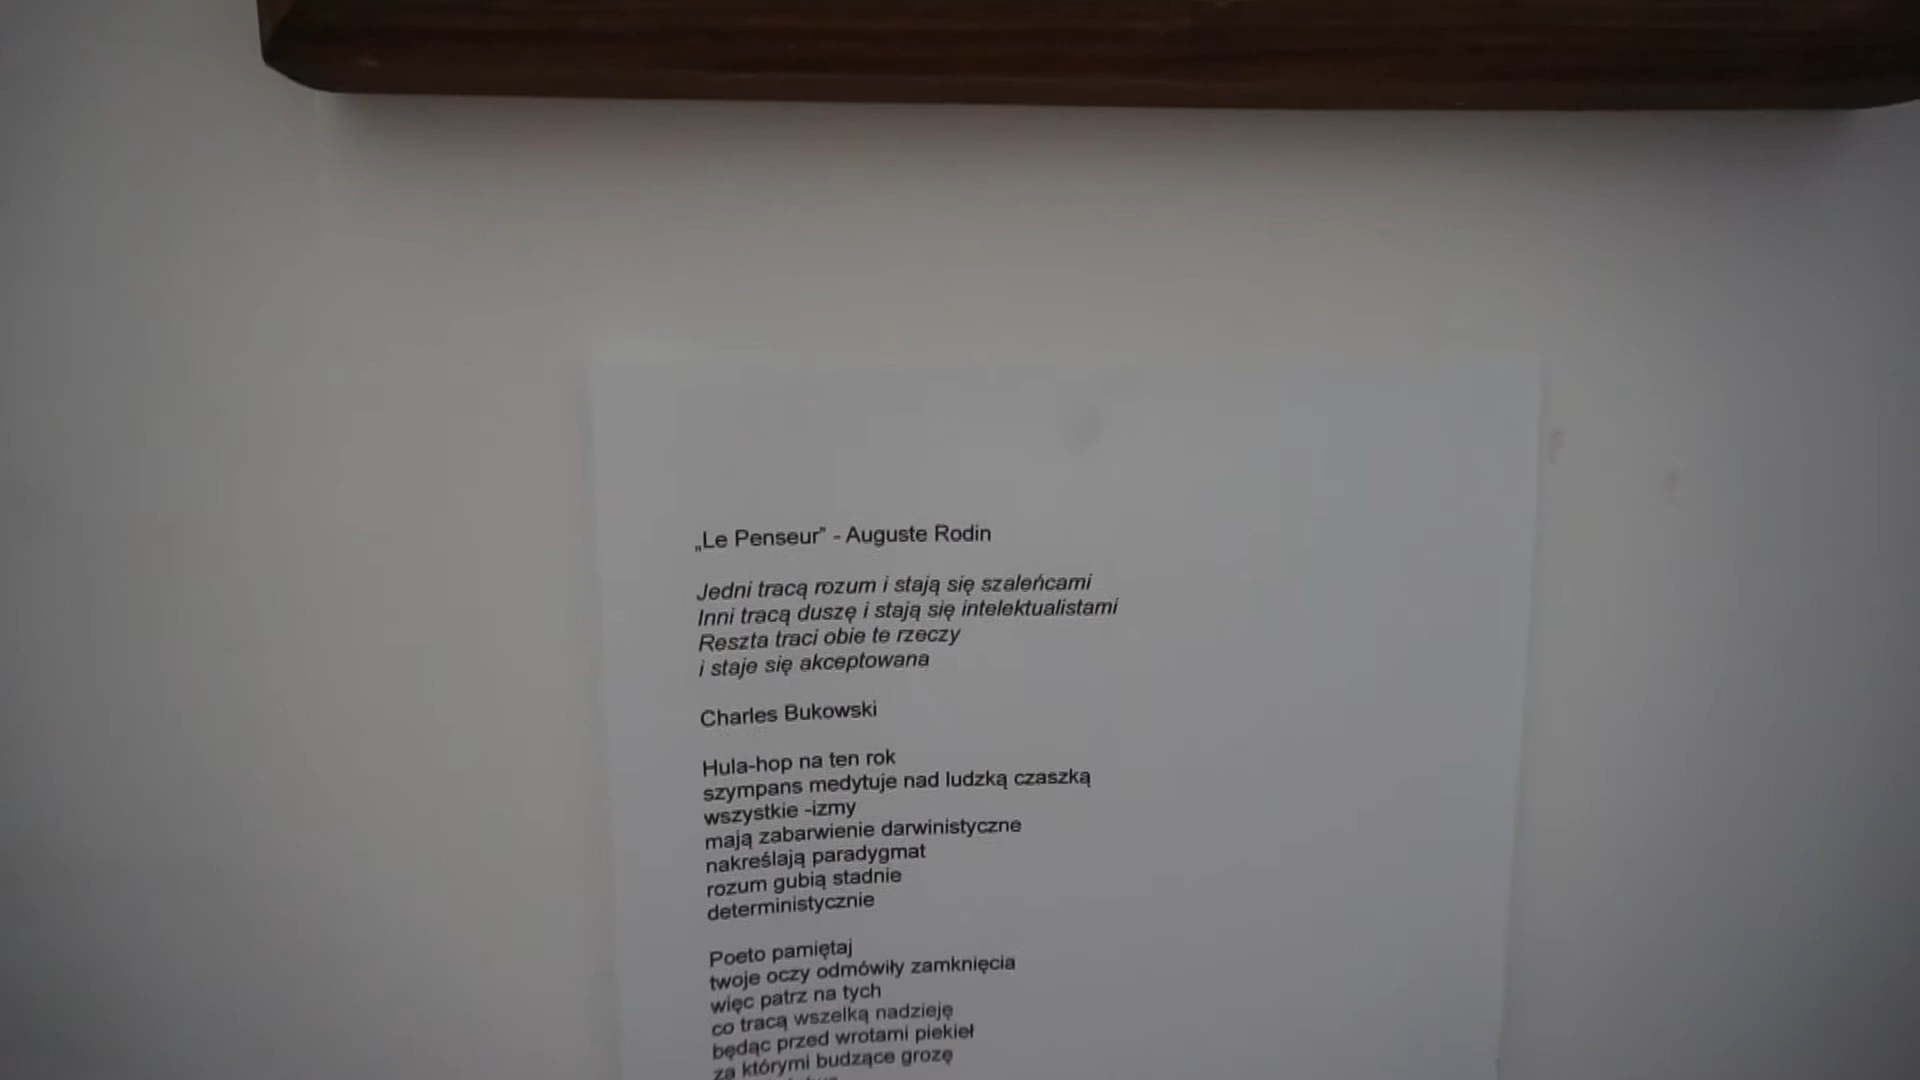 „Le Penseur” - Auguste Rodin
Jedni tracą rozum i stają się szaleńcami
Inni tracą duszę i stają się intelektualistami
Reszta traci obie te rzeczy
i staje się akceptowana
Charles Bukowski
Hula-hop na ten rok
szympans medytuje nad ludzką czaszką
wszystkie -izmy
mają zabarwienie darwinistyczne
nakreślają paradygmat
rozum gubią stadnie
deterministycznie
Poeto pamiętaj
twoje oczy odmówiły zamknięcia
więc patrz na tych
co tracą wszelką nadzieję
będąc przed wrotami piekieł
za którymi budzące grozę